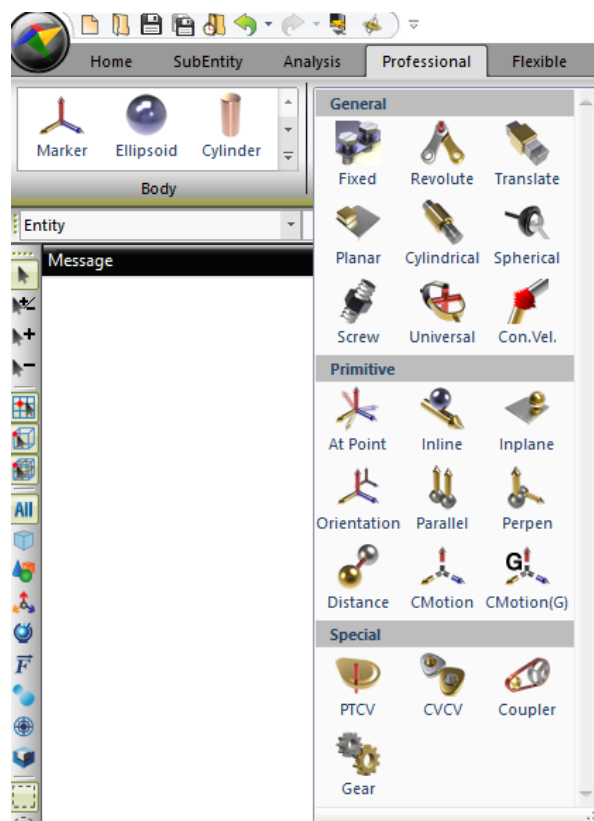 Home SubEntity Analysis Professional Flexible
Marker Ellipsoid Cylinder
Body
Entity
Message
All
F
General
Fixed Revolute Translate
Planar Cylindrical Spherical
Screw Universal Con.Vel.
Primitive
At Point Inline Inplane
Orientation Parallel Perpen
G
Distance CMotion CMotion(G)
Special
PTCV CVCV Coupler
Gear